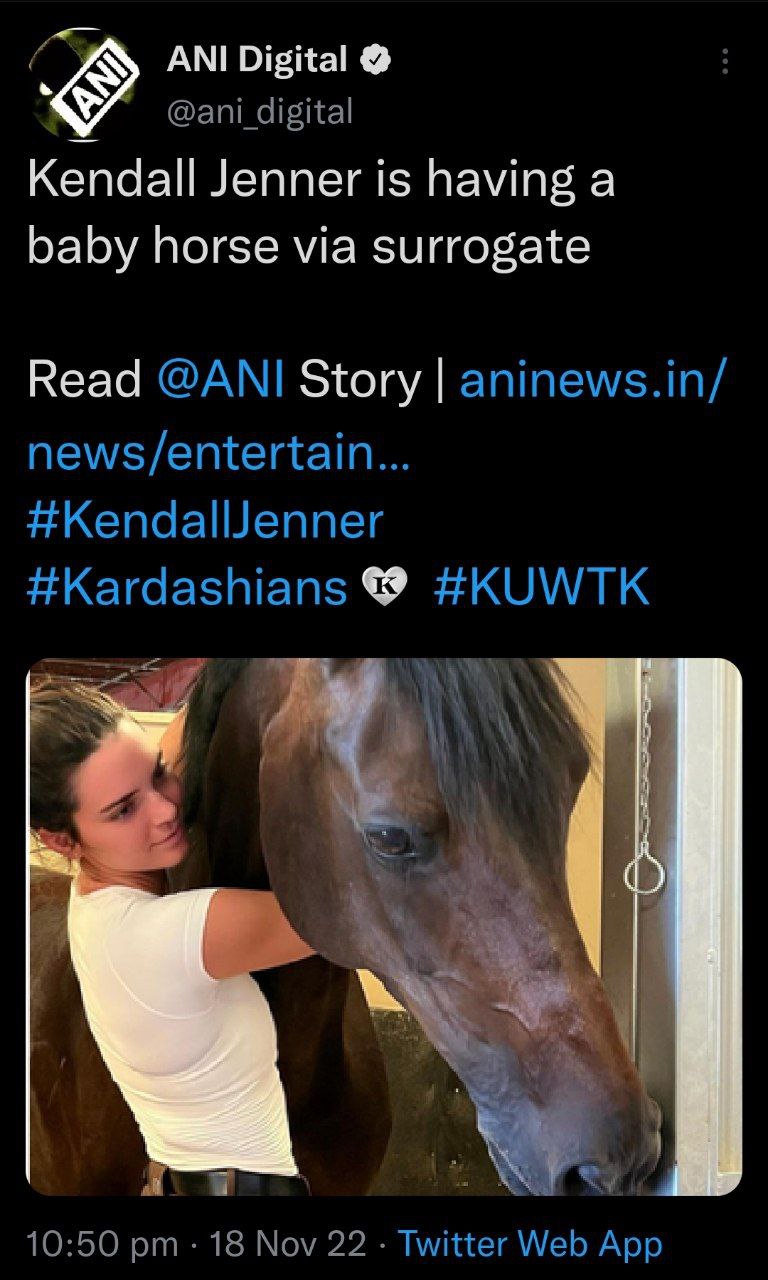 ANI
ANI Digital
@ani_digital
Kendall Jenner is having a
baby horse via surrogate
Read @ANI Story | aninews.in/
news/entertain...
#KendallJenner
#Kardashians K #KUWTK
10:50 pm · 18 Nov 22 · Twitter Web App